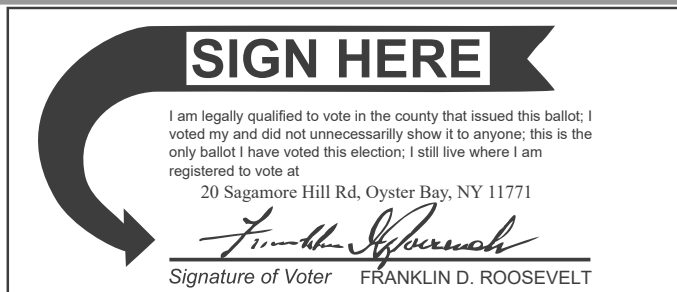 SIGN HERE
I am legally qualified to vote in the county that issued this ballot; I
voted my and did not unnecessarilly show it to anyone; this is the
only ballot I have voted this election; I still live where I am
registered to vote at
20 Sagamore Hill Rd, Oyster Bay, NY 11771
Signature of Voter FRANKLIN D. ROOSEVELT